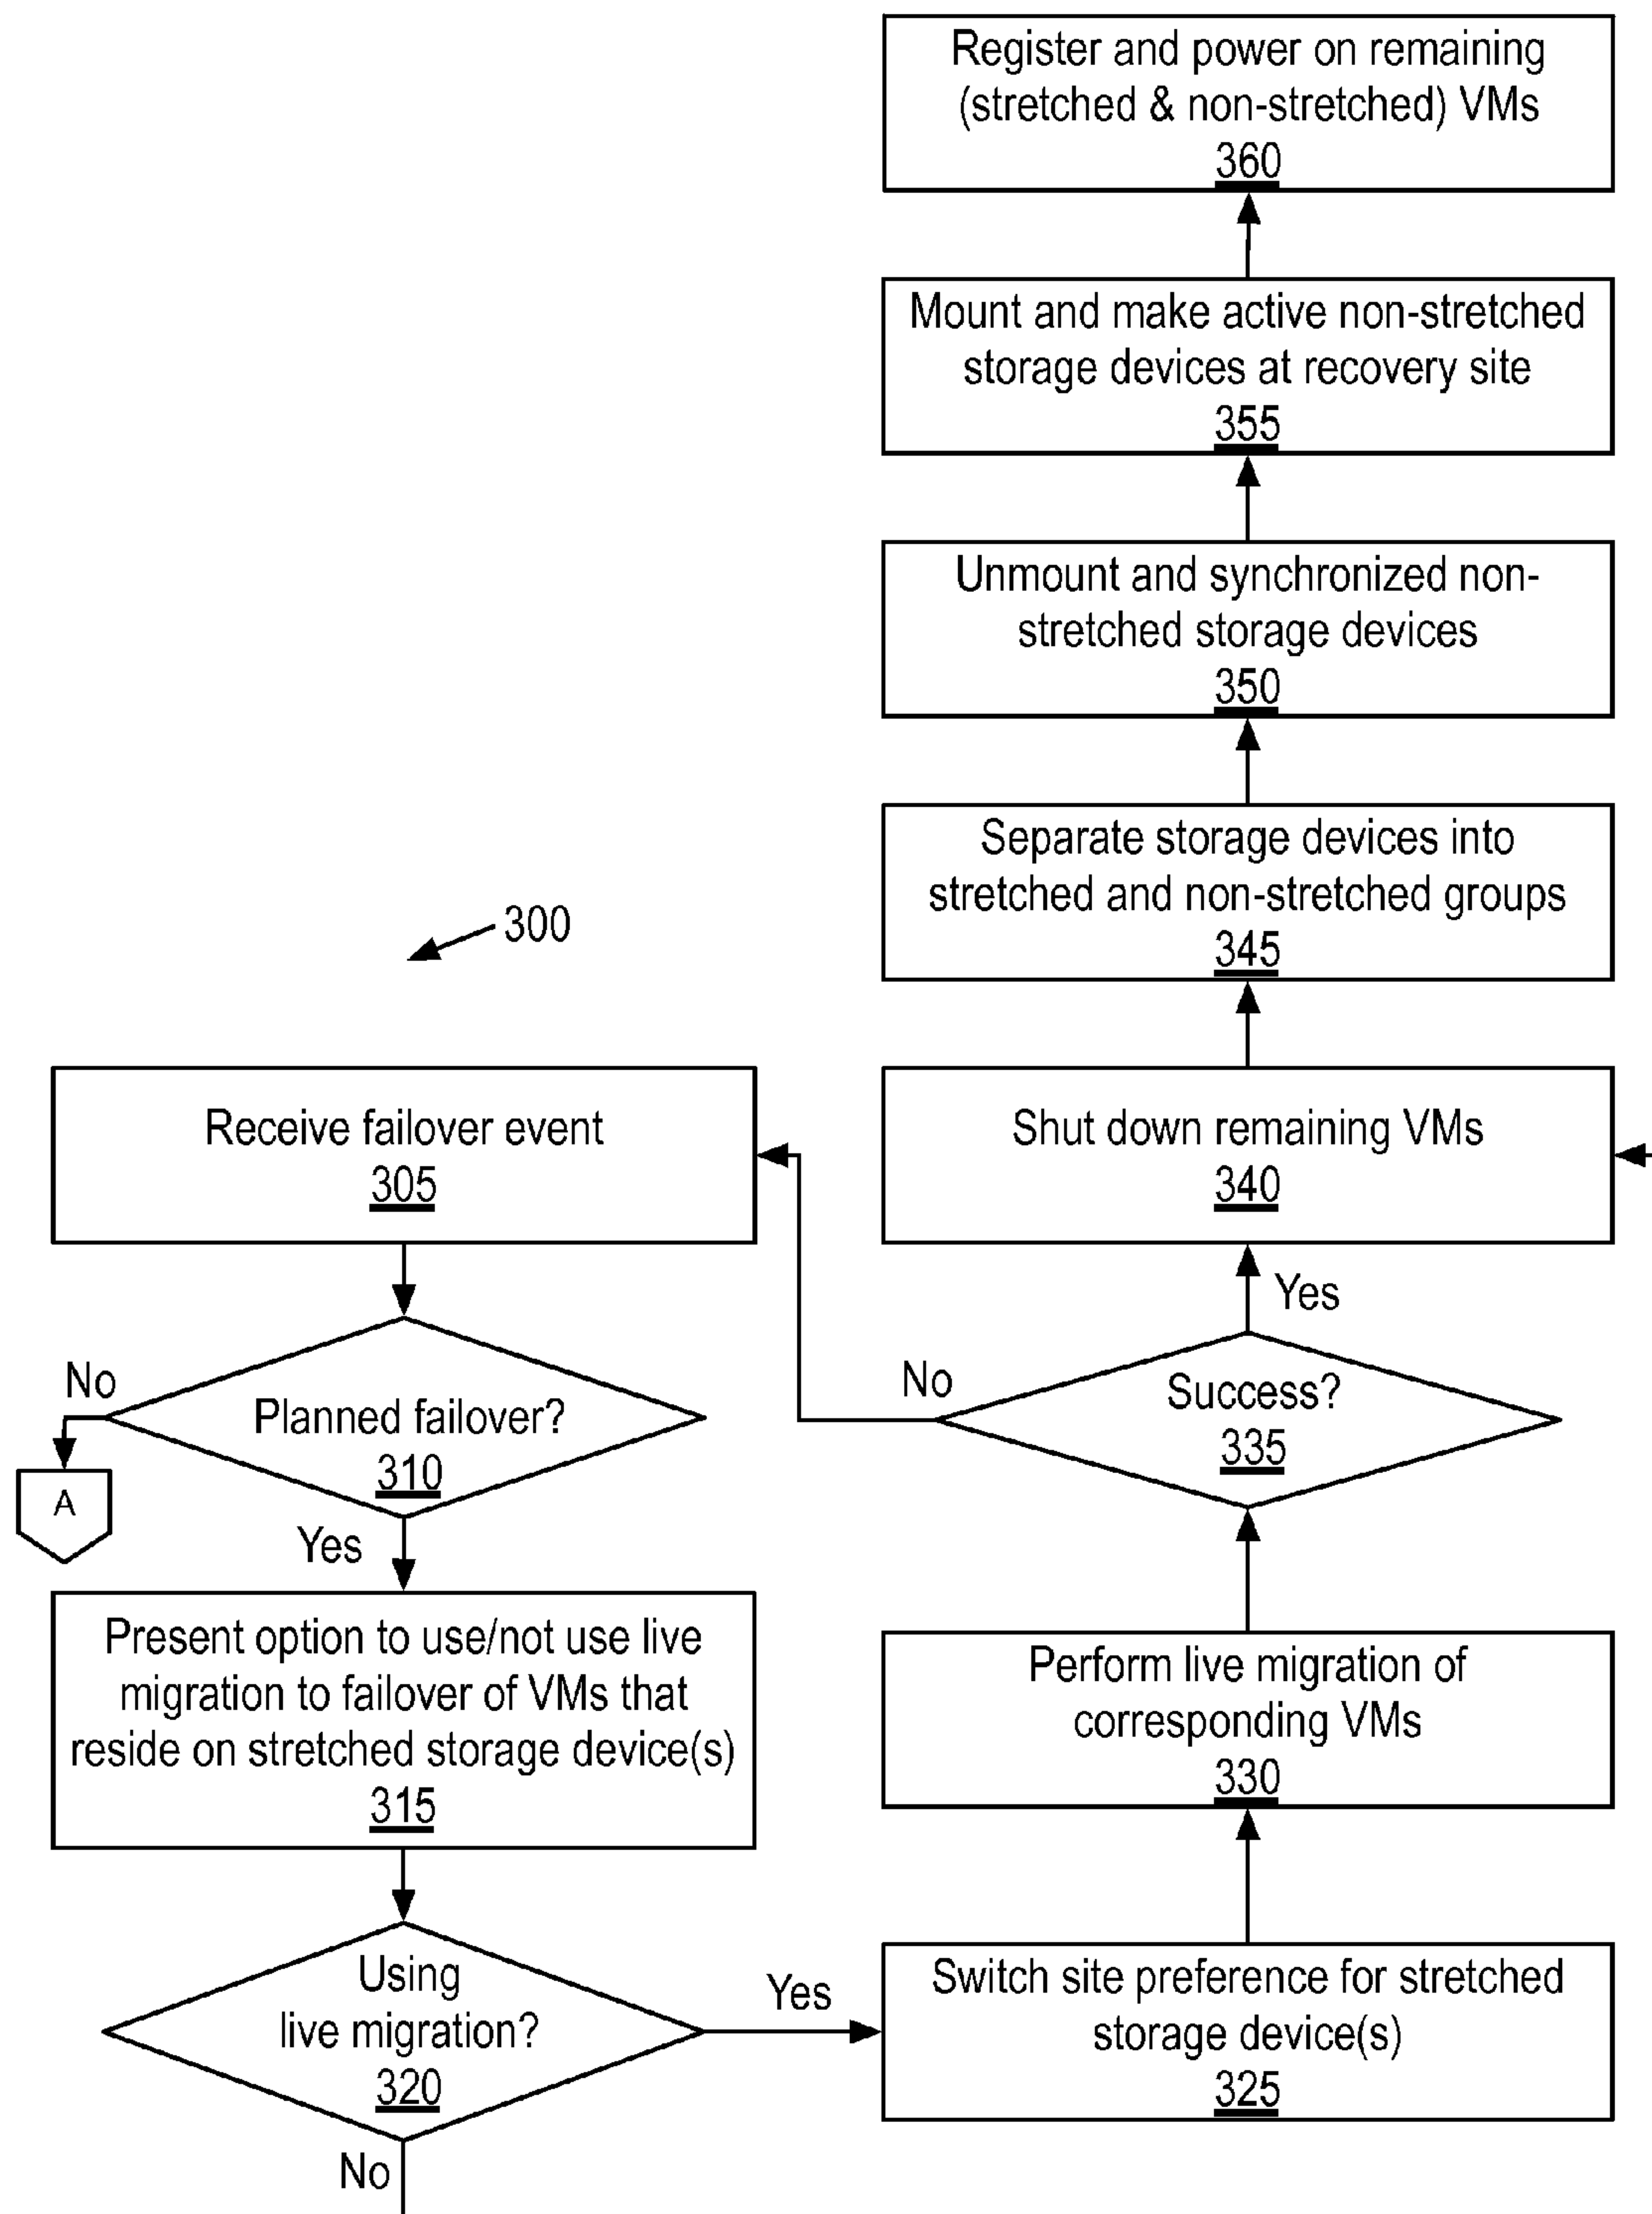 Register and power on remaining
(stretched & non-stretched) VMs
360
Mount and make active non-stretched
storage devices at recovery site
355
Unmount and synchronized non-
stretched storage devices
350
Separate storage devices into
stretched and non-stretched groups
345
300
Receive failover event
305
Shut down remaining VMs
340
Yes
No
Planned failover?
310
A
Yes
No
Success?
335
Present option to use/not use live
migration to failover of VMs that
reside on stretched storage device(s)
315
Perform live migration of
corresponding VMs
330
Using
live migration?
320
Yes
No
Switch site preference for stretched
storage device(s)
325